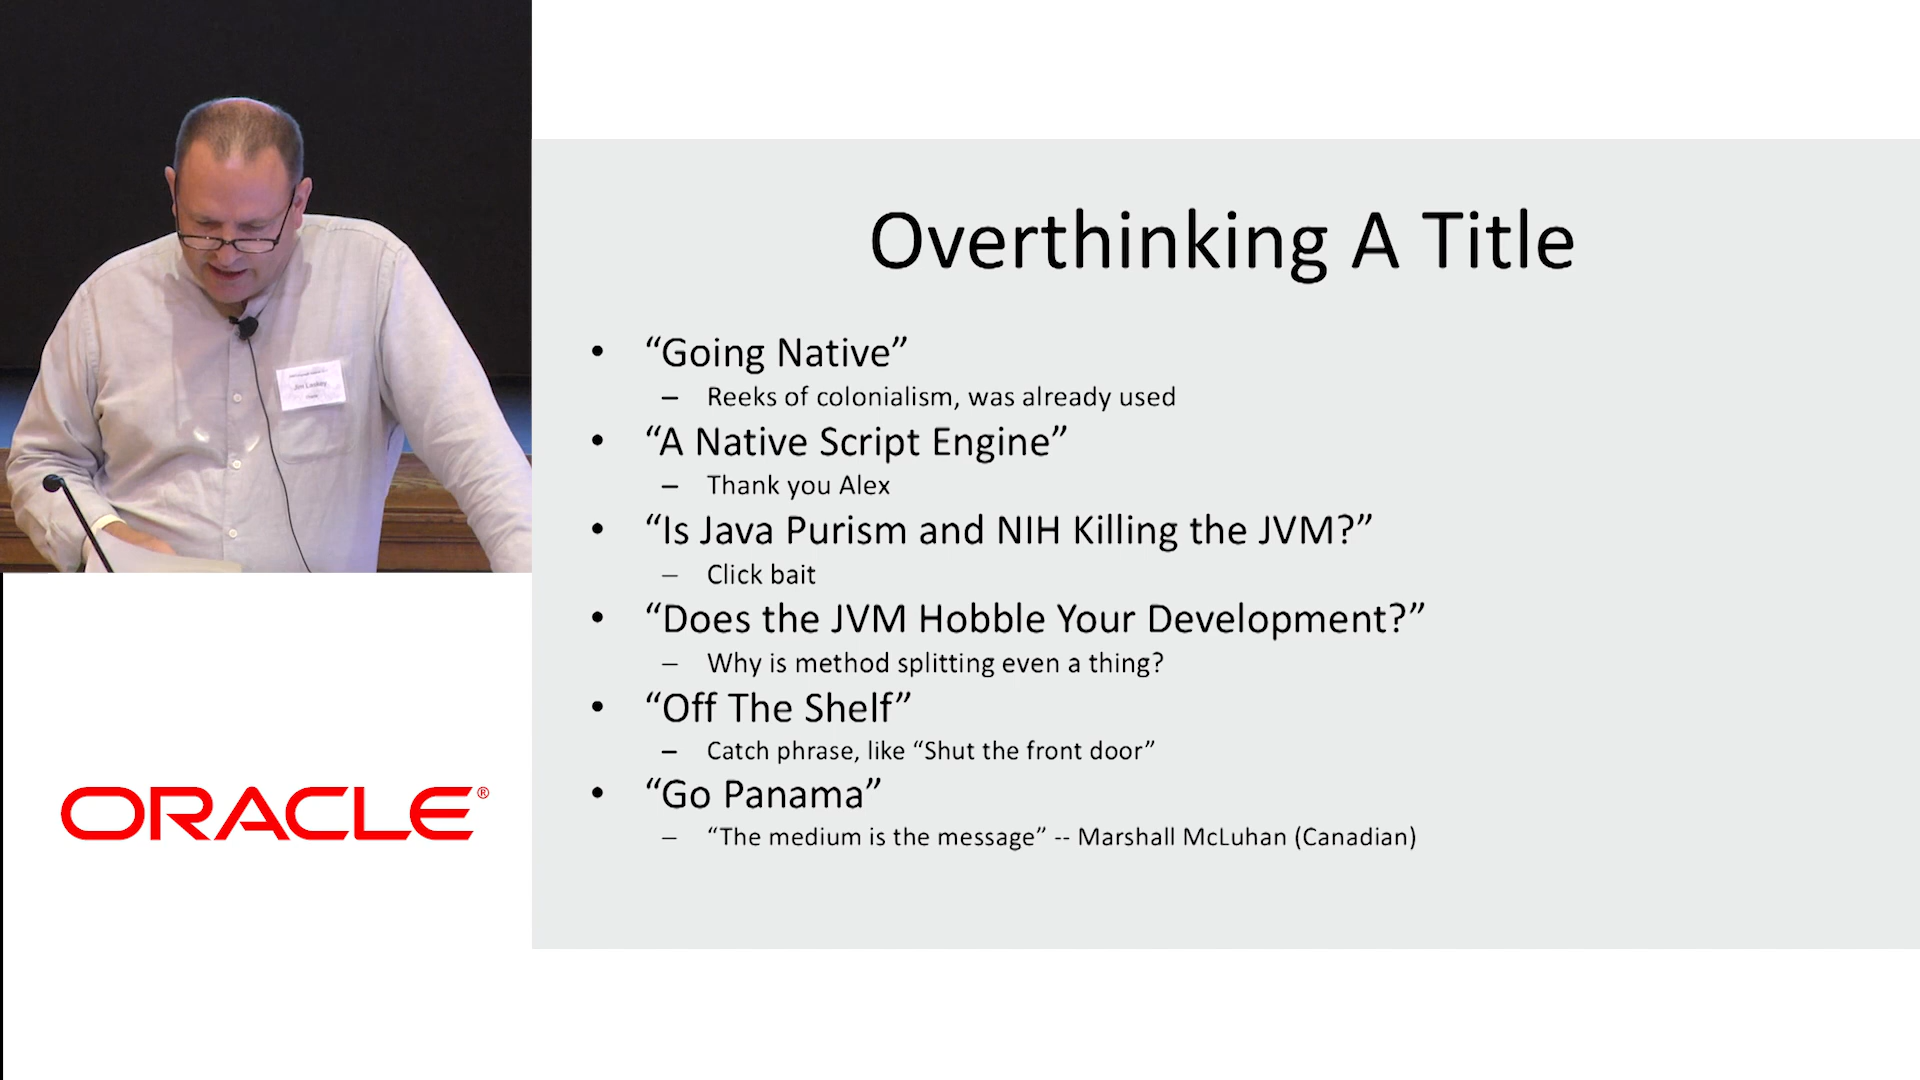 Jim Laskey
Overthinking A Title
• “Going Native”
– Reeks of colonialism, was already used
• “A Native Script Engine”
– Thank you Alex
• “Is Java Purism and NIH Killing the JVM?”
– Click bait
• “Does the JVM Hobble Your Development?”
– Why is method splitting even a thing?
• “Off The Shelf”
– Catch phrase, like “Shut the front door”
• “Go Panama”
– “The medium is the message” -- Marshall McLuhan (Canadian)
ORACLE®